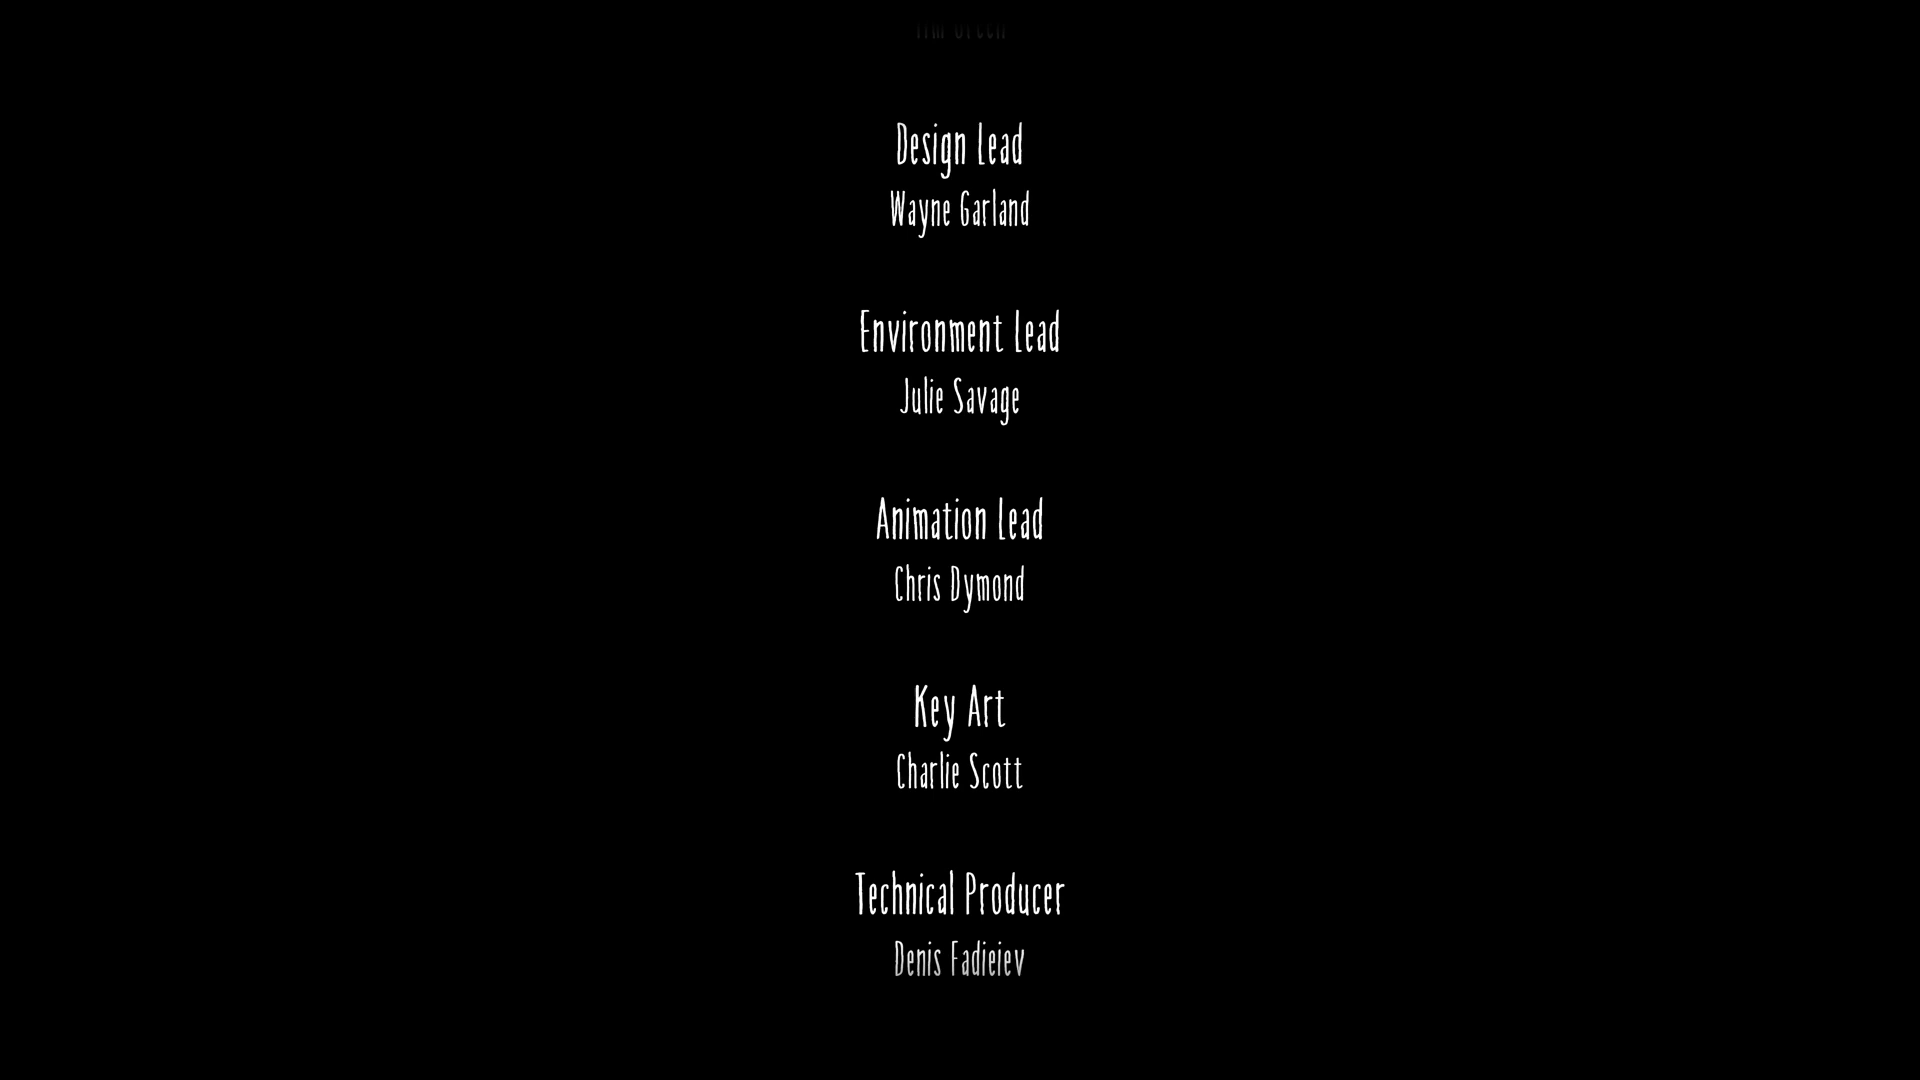 Design Lead
Wayne Garland
Environment Lead
Julie Savage
Animation Lead
Chris Dymond
Key Art
Charlie Scott
Technical Producer
Denis Fadieiev